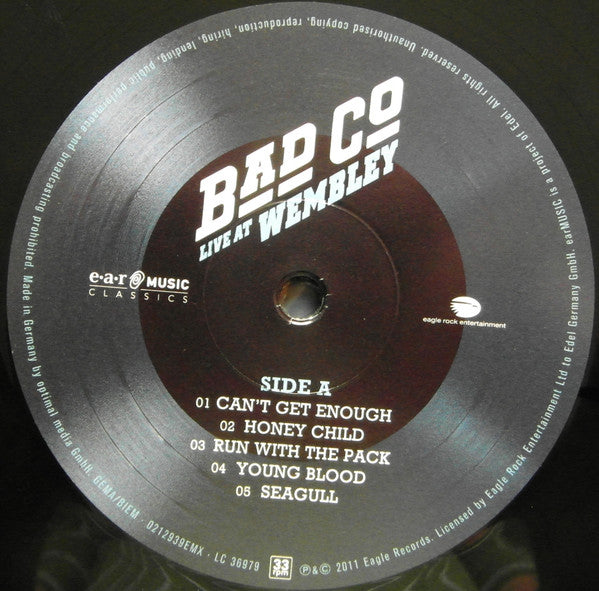 BAD CO
LIVE AT WEMBLEY
e•a•r MUSIC
CLASSICS
eagle rock entertainment
SIDE A
01 CAN'T GET ENOUGH
02 HONEY CHILD
03 RUN WITH THE PACK
04 YOUNG BLOOD
05 SEAGULL
33
rpm
℗&© 2011 Eagle Records. Licensed by Eagle Rock Entertainment Ltd to Edel Germany GmbH. earMUSIC is a project of Edel. All rights reserved. Unauthorised copying, reproduction, hiring, lending, public performance and broadcasting prohibited. Made in Germany by optimal media GmbH. GEMA/BIEM - 0212939EMX - LC 36979